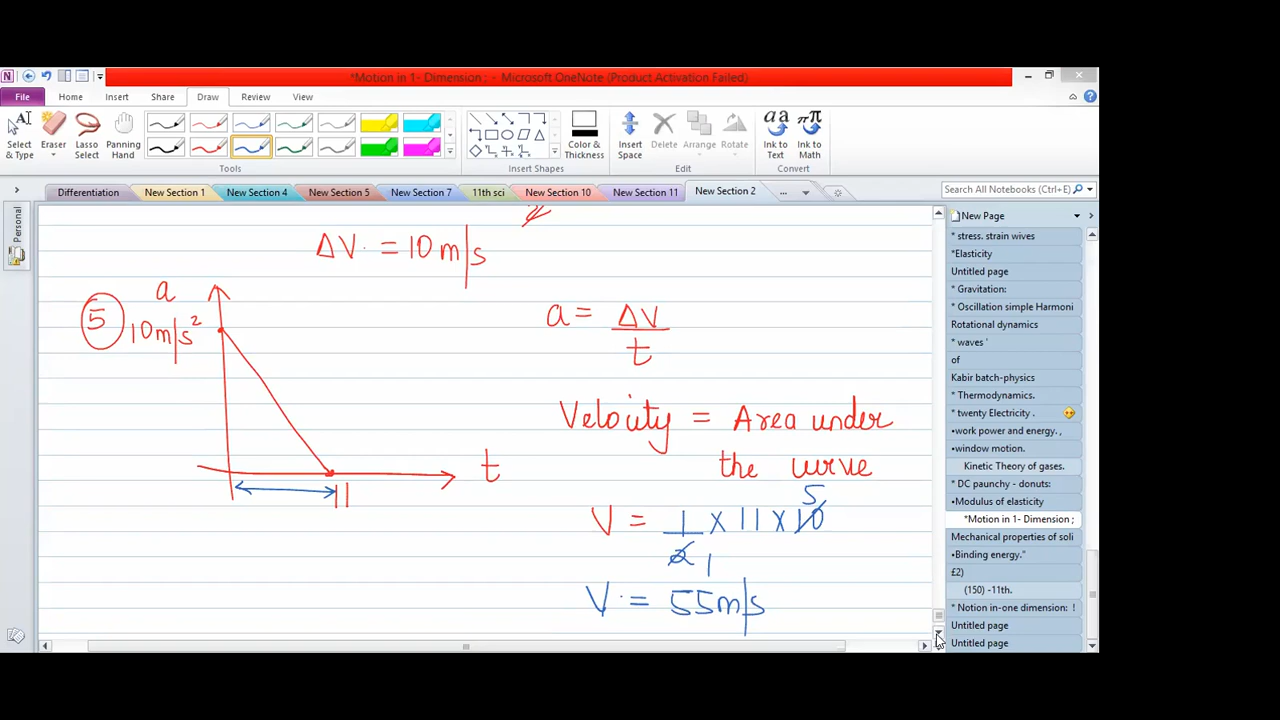 *Motion in 1- Dimension ; - Microsoft OneNote (Product Activation Failed)
File Home Insert Share Draw Review View
Select & Type
Eraser
Lasso Select
Panning Hand
Insert Space
Color & Thickness
Delete
Arrange
Rotate
Ink to Text
Ink to Math
Tools
Insert Shapes
Edit
Convert
Differentiation New Section 1 New Section 4 New Section 5 New Section 7 11th sci New Section 10 New Section 11 New Section 2 ...
Search All Notebooks (Ctrl+E)
Personal
ΔV. = 10m/s
5
a
10m/s²
t
11
a = ΔV/t
Velocity = Area under
the curve
5
V = 1/2 x 11 x 10
1
V. = 55m/s
New Page
* stress. strain wives
*Elasticity
Untitled page
* Gravitation:
* Oscillation simple Harmoni
Rotational dynamics
* waves '
of
Kabir batch-physics
* Thermodynamics.
* twenty Electricity .
•work power and energy. ,
•window motion.
Kinetic Theory of gases.
* DC paunchy - donuts:
•Modulus of elasticity
*Motion in 1- Dimension ;
Mechanical properties of soli
•Binding energy."
£2)
(150) -11th.
* Notion in-one dimension: !
Untitled page
Untitled page